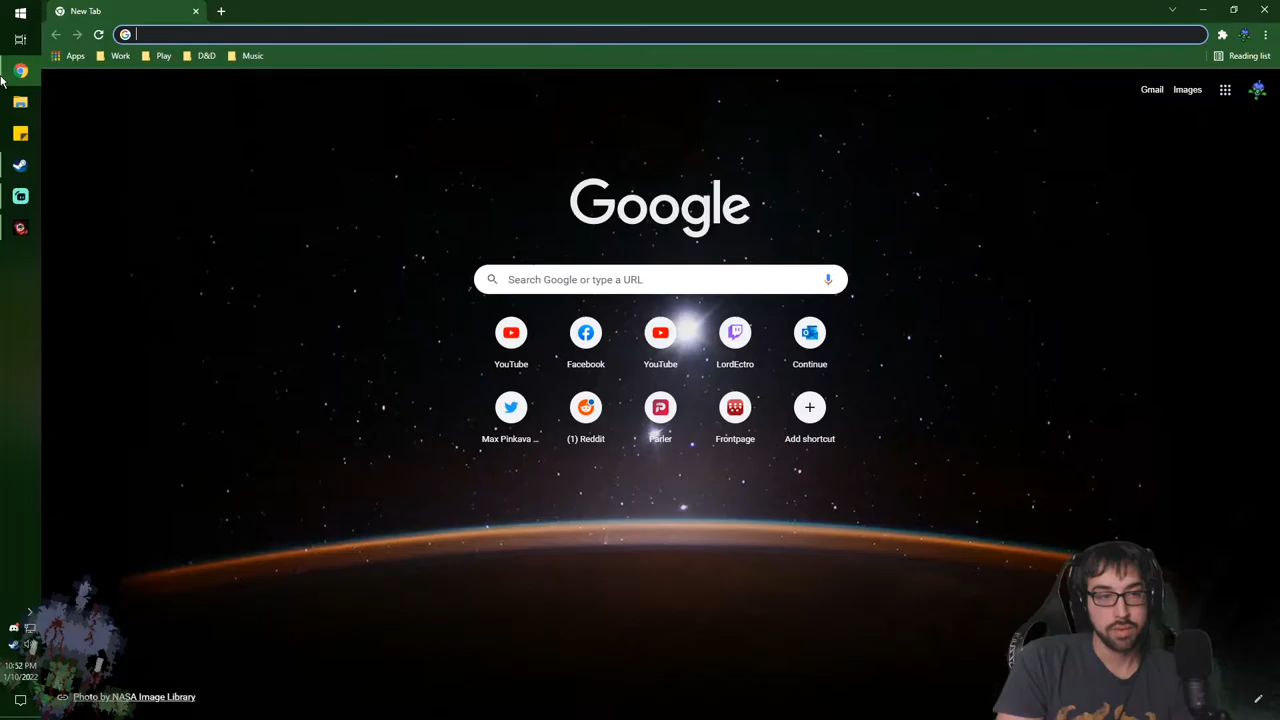 New Tab
Apps
Work
Play
D&D
Music
Reading list
Gmail
Images
Google
Search Google or type a URL
YouTube
Facebook
YouTube
LordEctro
Continue
Max Pinkava ...
(1) Reddit
Parler
Frontpage
Add shortcut
10:52 PM
1/10/2022
Photo by NASA Image Library